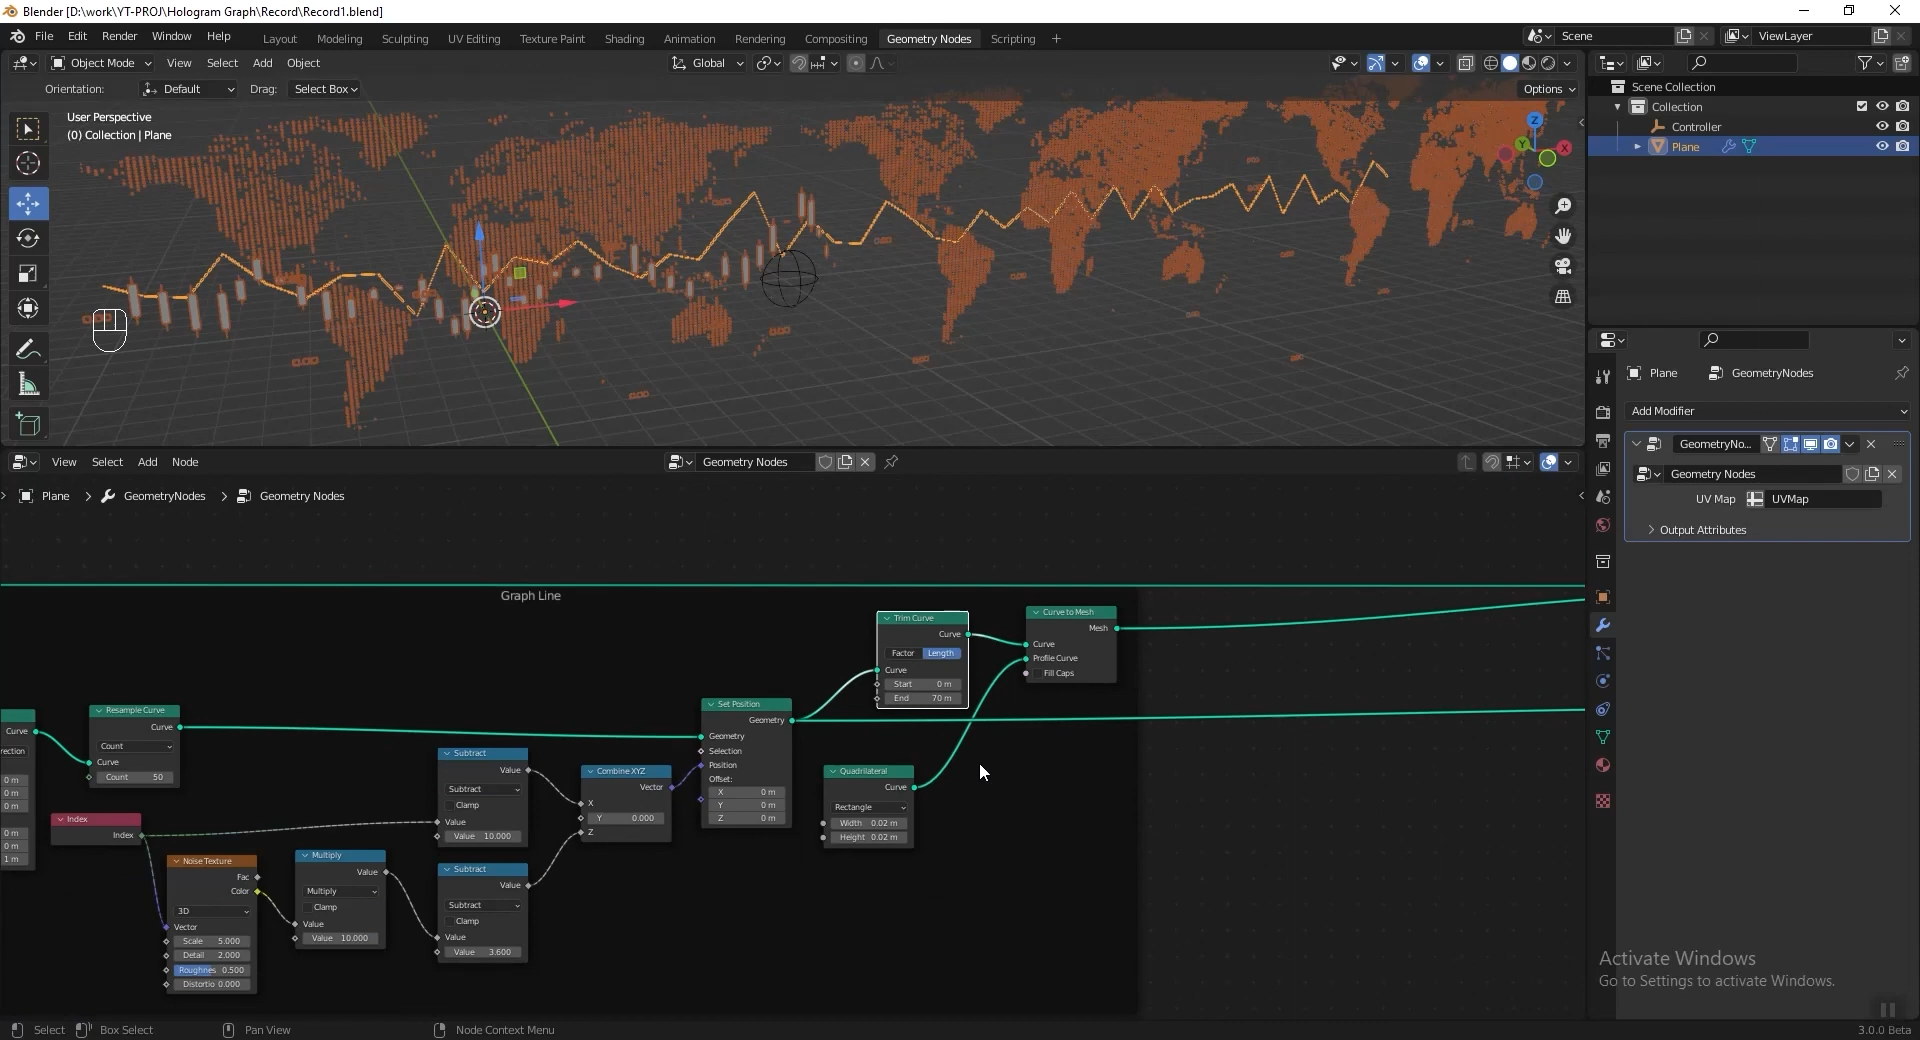 Blender [D:\work\YT-PROJ\Hologram Graph\Record\Record1.blend]
File Edit Render Window Help Layout Modeling Sculpting UV Editing Texture Paint Shading Animation Rendering Compositing Geometry Nodes Scripting + Scene ViewLayer
Object Mode View Select Add Object Global
Orientation: Default Drag: Select Box Options
User Perspective
(0) Collection | Plane
Z
Y
X
Scene Collection
Collection
Controller
Plane
Plane GeometryNodes
Add Modifier
GeometryNo...
Geometry Nodes
UV Map UVMap
Output Attributes
View Select Add Node Geometry Nodes
Plane > GeometryNodes > Geometry Nodes
Graph Line
Curve
rection
0 m
0 m
0 m
0 m
0 m
1 m
Resample Curve
Curve
Count
Curve
Count 50
Index
Index
Noise Texture
Fac
Color
3D
Vector
Scale 5.000
Detail 2.000
Roughnes 0.500
Distortio 0.000
Multiply
Value
Multiply
Clamp
Value
Value 10.000
Subtract
Value
Subtract
Clamp
Value
Value 10.000
Subtract
Value
Subtract
Clamp
Value
Value 3.600
Combine XYZ
Vector
X
Y 0.000
Z
Set Position
Geometry
Geometry
Selection
Position
Offset:
X 0 m
Y 0 m
Z 0 m
Trim Curve
Curve
Factor Length
Curve
Start 0 m
End 70 m
Quadrilateral
Curve
Rectangle
Width 0.02 m
Height 0.02 m
Curve to Mesh
Mesh
Curve
Profile Curve
Fill Caps
Activate Windows
Go to Settings to activate Windows.
Select Box Select Pan View Node Context Menu 3.0.0 Beta